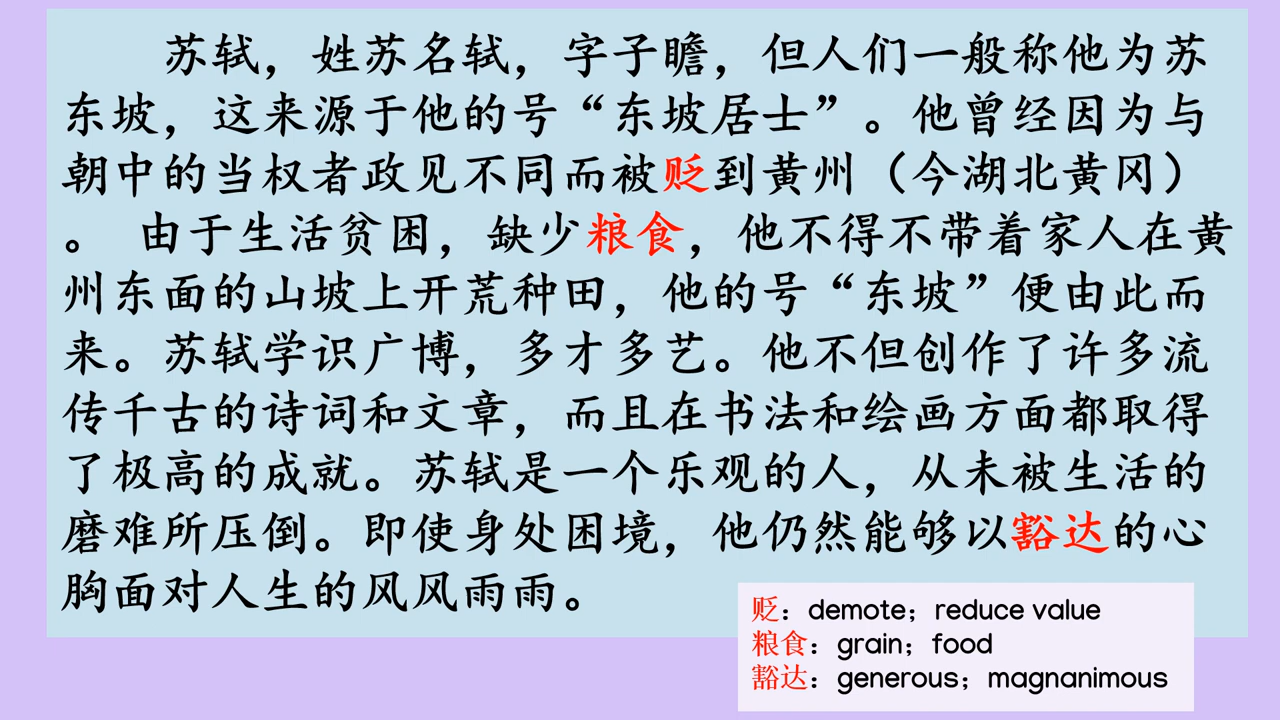 苏轼，姓苏名轼，字子瞻，但人们一般称他为苏
东坡，这来源于他的号“东坡居士”。他曾经因为与
朝中的当权者政见不同而被贬到黄州（今湖北黄冈）
。 由于生活贫困，缺少粮食，他不得不带着家人在黄
州东面的山坡上开荒种田，他的号“东坡”便由此而
来。苏轼学识广博，多才多艺。他不但创作了许多流
传千古的诗词和文章，而且在书法和绘画方面都取得
了极高的成就。苏轼是一个乐观的人，从未被生活的
磨难所压倒。即使身处困境，他仍然能够以豁达的心
胸面对人生的风风雨雨。
贬：demote；reduce value
粮食：grain；food
豁达：generous；magnanimous